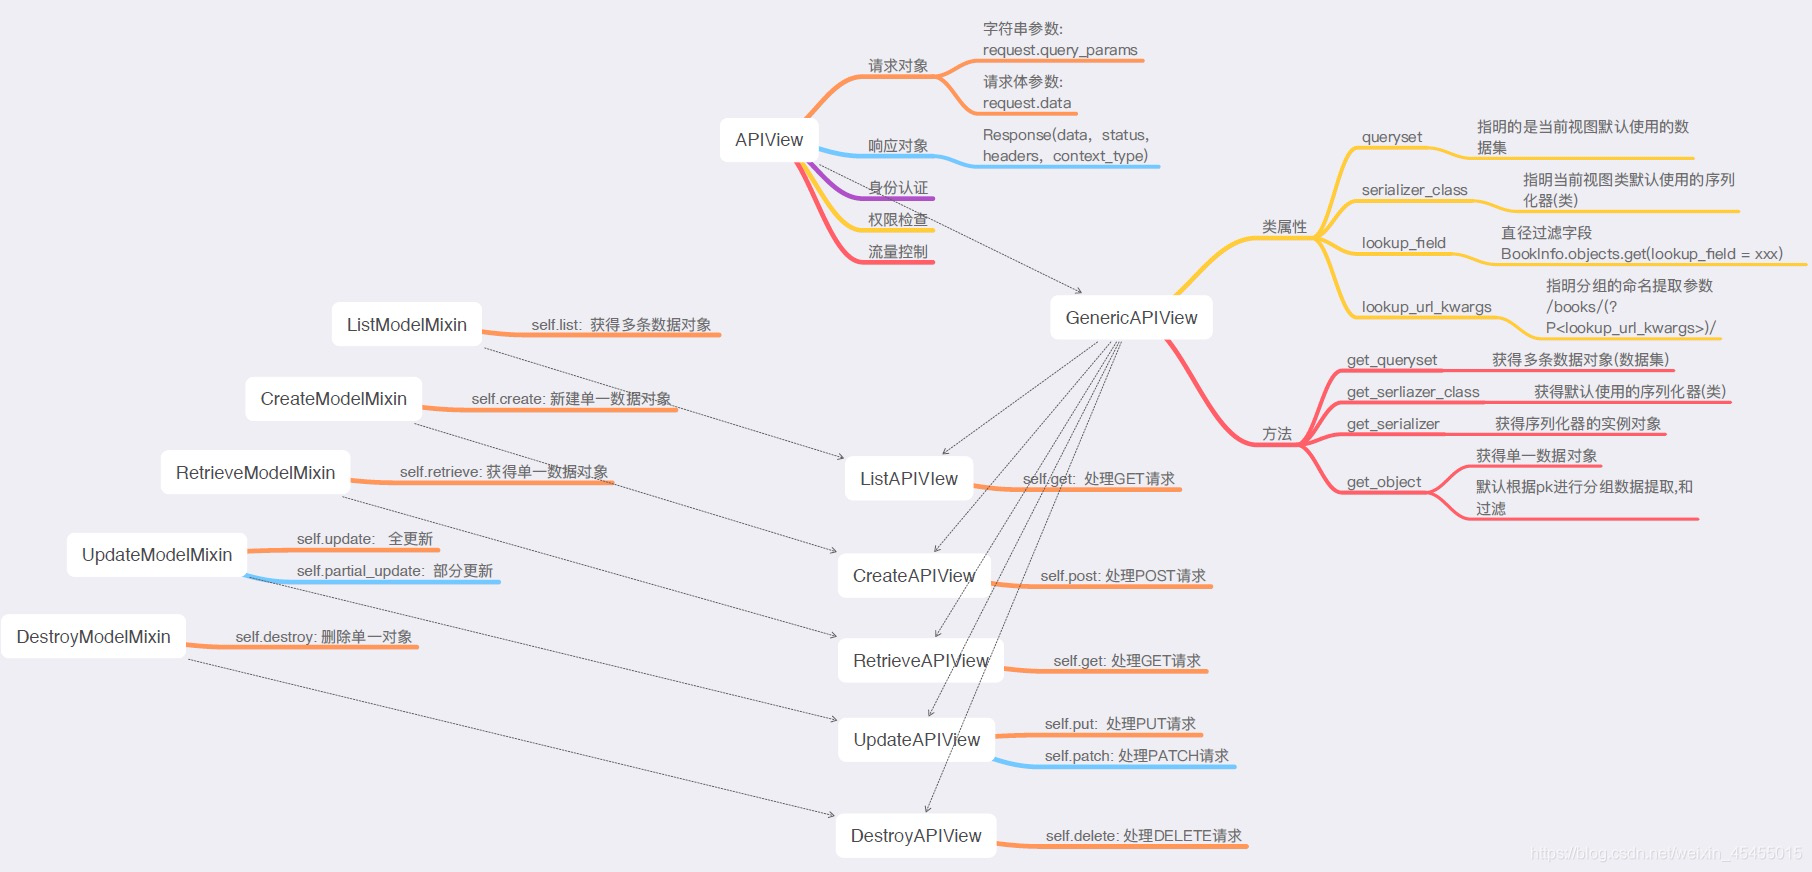 APIView
请求对象
字符串参数:
request.query_params
请求体参数:
request.data
响应对象
Response(data, status,
headers, context_type)
身份认证
权限检查
流量控制
GenericAPIView
类属性
queryset
指明的是当前视图默认使用的数
据集
serializer_class
指明当前视图类默认使用的序列
化器(类)
lookup_field
直径过滤字段
BookInfo.objects.get(lookup_field = xxx)
lookup_url_kwargs
指明分组的命名提取参数
/books/(?
P<lookup_url_kwargs>)/
方法
get_queryset
获得多条数据对象(数据集)
get_serliazer_class
获得默认使用的序列化器(类)
get_serializer
获得序列化器的实例对象
get_object
获得单一数据对象
默认根据pk进行分组数据提取,和
过滤
ListModelMixin
self.list: 获得多条数据对象
CreateModelMixin
self.create: 新建单一数据对象
RetrieveModelMixin
self.retrieve: 获得单一数据对象
UpdateModelMixin
self.update: 全更新
self.partial_update: 部分更新
DestroyModelMixin
self.destroy: 删除单一对象
ListAPIVIew
self.get: 处理GET请求
CreateAPIView
self.post: 处理POST请求
RetrieveAPIView
self.get: 处理GET请求
UpdateAPIView
self.put: 处理PUT请求
self.patch: 处理PATCH请求
DestroyAPIView
self.delete: 处理DELETE请求
https://blog.csdn.net/weixin_45455015